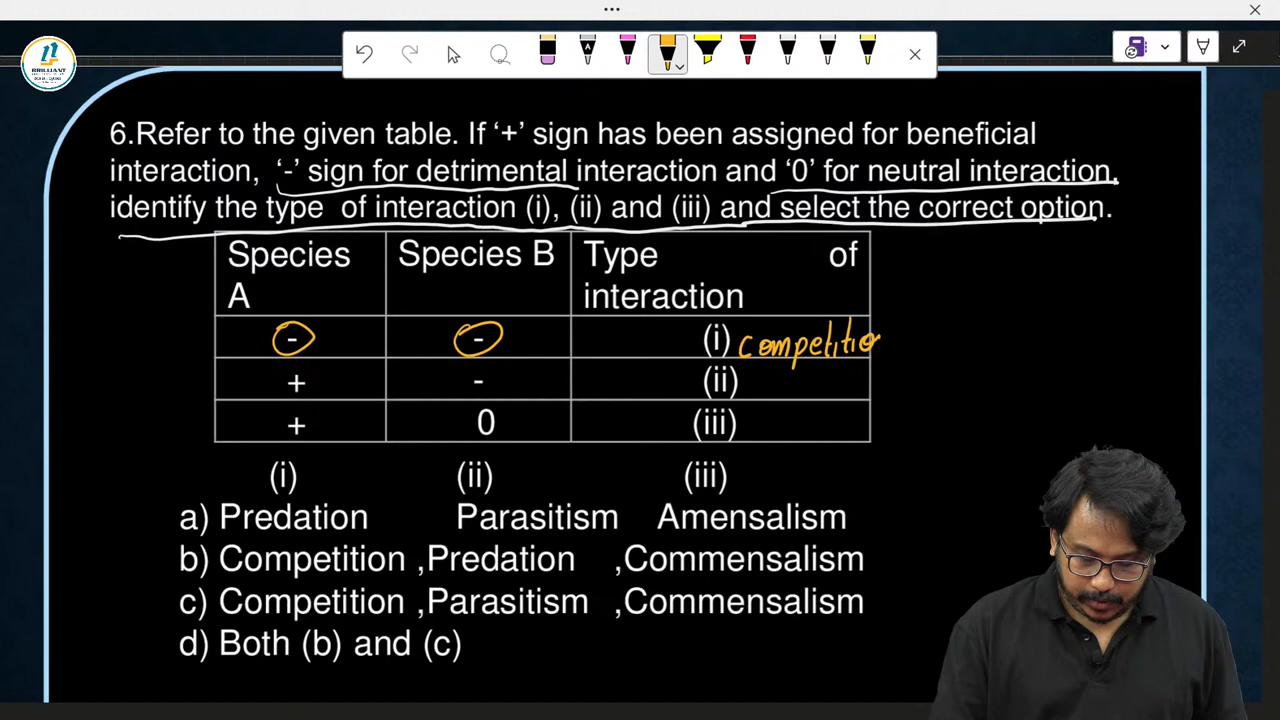 BRILLIANT
6.Refer to the given table. If ‘+’ sign has been assigned for beneficial
interaction, ‘-’ sign for detrimental interaction and ‘0’ for neutral interaction,
identify the type of interaction (i), (ii) and (iii) and select the correct option.
Species A Species B Type of interaction
- - (i) competitio
+ - (ii)
+ 0 (iii)
(i) (ii) (iii)
a) Predation Parasitism Amensalism
b) Competition ,Predation ,Commensalism
c) Competition ,Parasitism ,Commensalism
d) Both (b) and (c)